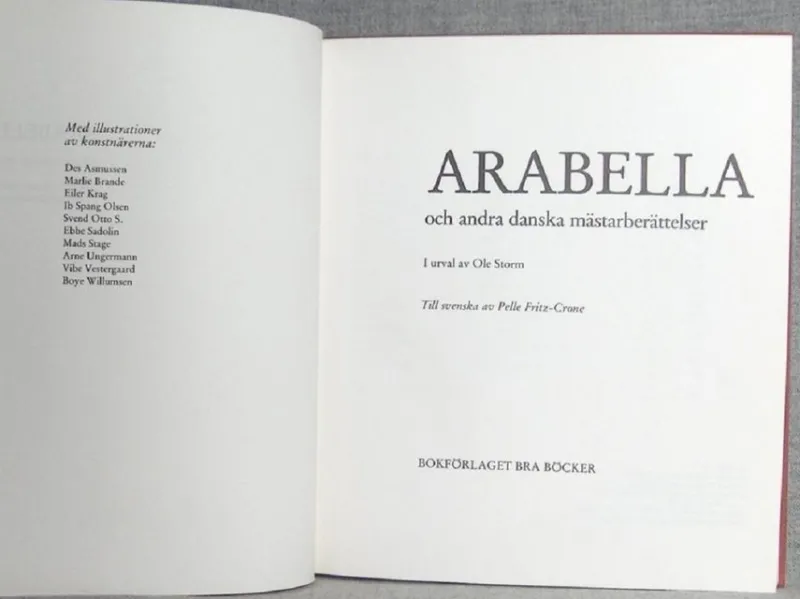 Med illustrationer
av konstnärerna:
Des Asmussen
Marlie Brande
Eiler Krag
Ib Spang Olsen
Svend Otto S.
Ebbe Sadolin
Mads Stage
Arne Ungermann
Vibe Vestergaard
Boye Willumsen
ARABELLA
och andra danska mästarberättelser
I urval av Ole Storm
Till svenska av Pelle Fritz-Crone
BOKFÖRLAGET BRA BÖCKER